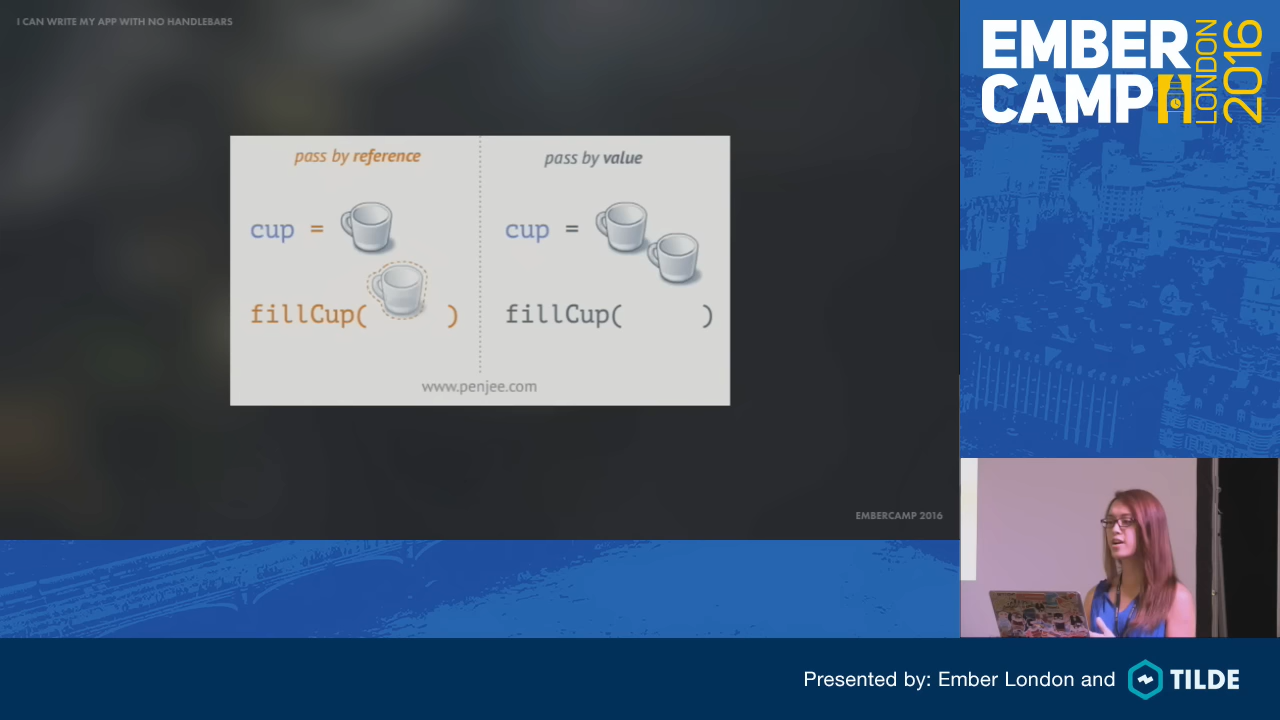 I CAN WRITE MY APP WITH NO HANDLEBARS
pass by reference
cup =
fillCup( )
pass by value
cup =
fillCup( )
www.penjee.com
EMBERCAMP 2016
EMBER
CAMP
LONDON
2016
Presented by: Ember London and
TILDE